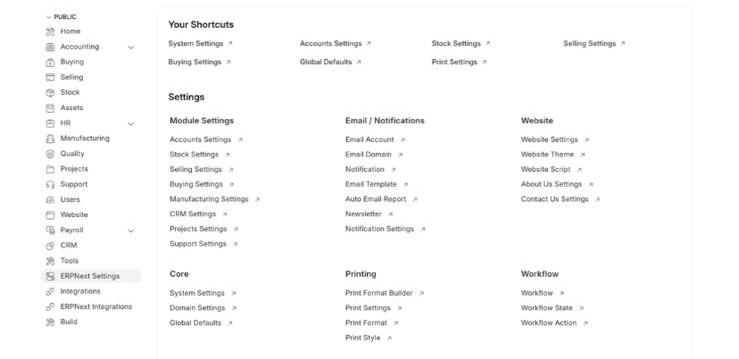 PUBLIC
Home
Accounting
Buying
Selling
Stock
Assets
HR
Manufacturing
Quality
Projects
Support
Users
Website
Payroll
CRM
Tools
ERPNext Settings
Integrations
ERPNext Integrations
Build
Your Shortcuts
System Settings
Accounts Settings
Stock Settings
Selling Settings
Buying Settings
Global Defaults
Print Settings
Settings
Module Settings
Accounts Settings
Stock Settings
Selling Settings
Buying Settings
Manufacturing Settings
CRM Settings
Projects Settings
Support Settings
Email / Notifications
Email Account
Email Domain
Notification
Email Template
Auto Email Report
Newsletter
Notification Settings
Website
Website Settings
Website Theme
Website Script
About Us Settings
Contact Us Settings
Core
System Settings
Domain Settings
Global Defaults
Printing
Print Format Builder
Print Settings
Print Format
Print Style
Workflow
Workflow
Workflow State
Workflow Action